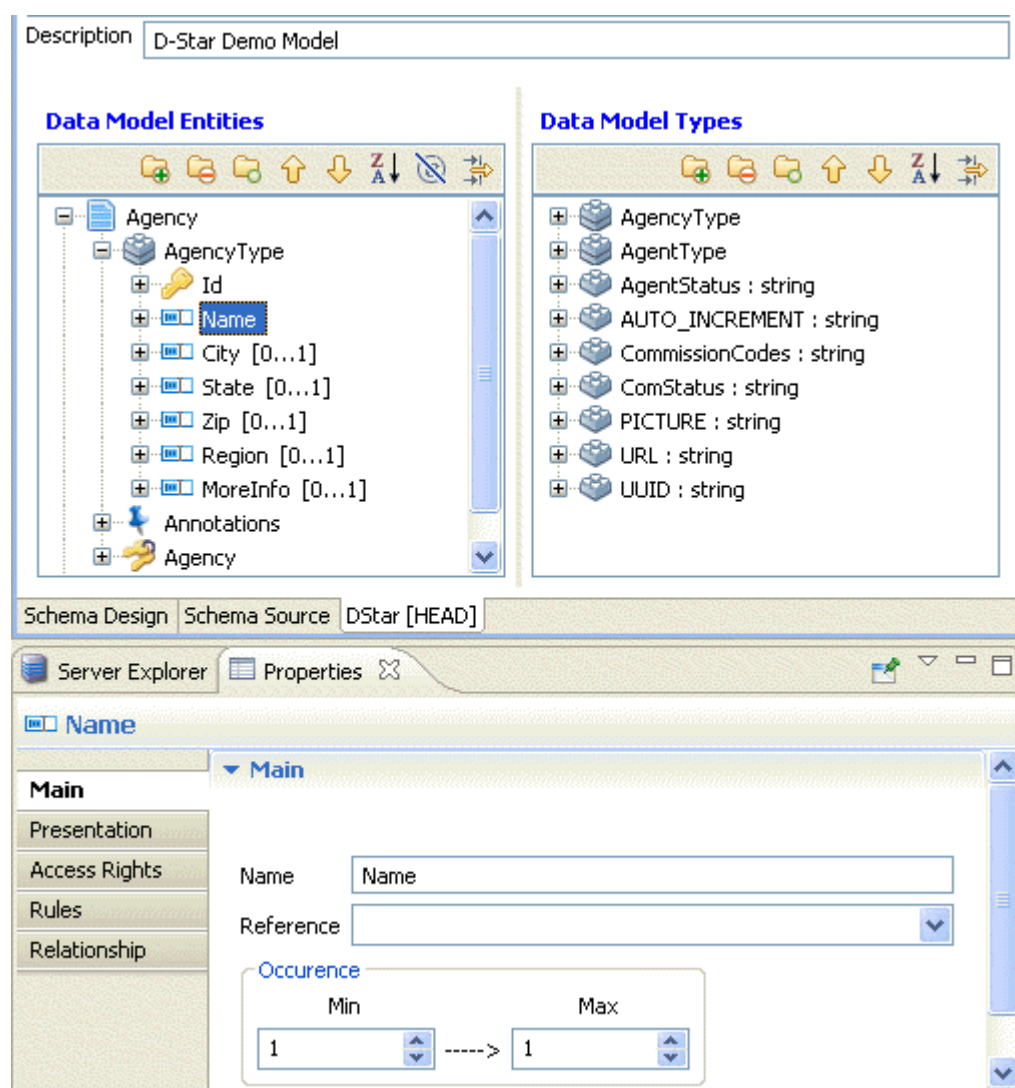 Description D-Star Demo Model
Data Model Entities
Agency
AgencyType
Id
Name
City [0...1]
State [0...1]
Zip [0...1]
Region [0...1]
MoreInfo [0...1]
Annotations
Agency
Data Model Types
AgencyType
AgentType
AgentStatus : string
AUTO_INCREMENT : string
CommissionCodes : string
ComStatus : string
PICTURE : string
URL : string
UUID : string
Schema Design Schema Source DStar [HEAD]
Server Explorer Properties
Name
Main
Presentation
Access Rights
Rules
Relationship
Main
Name Name
Reference
Occurence
Min Max
1 -----> 1